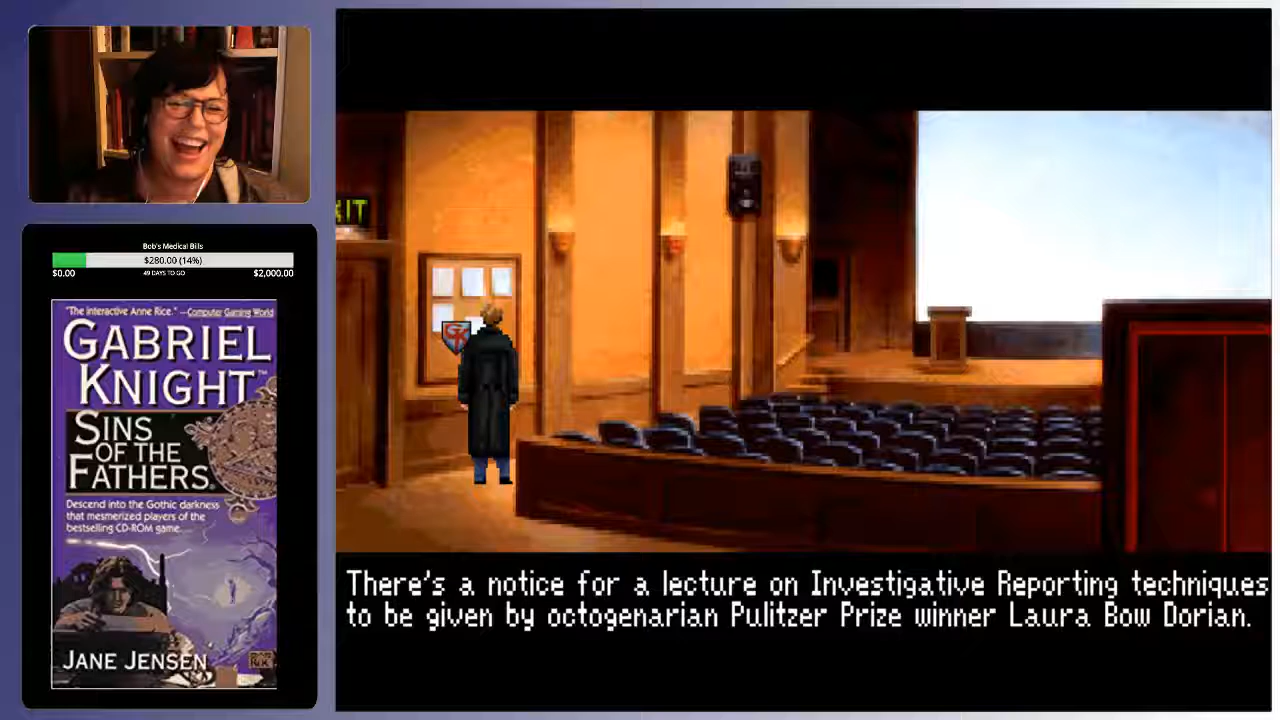 Bob's Medical Bills
$280.00 (14%)
$0.00
49 DAYS TO GO
$2,000.00
"The interactive Anne Rice." —Computer Gaming World
GABRIEL
KNIGHT™
SINS
OF THE
FATHERS®
Descend into the Gothic darkness
that mesmerized players of the
bestselling CD-ROM game.
JANE JENSEN
XIT
GK
There's a notice for a lecture on Investigative Reporting techniques
to be given by octogenarian Pulitzer Prize winner Laura Bow Dorian.